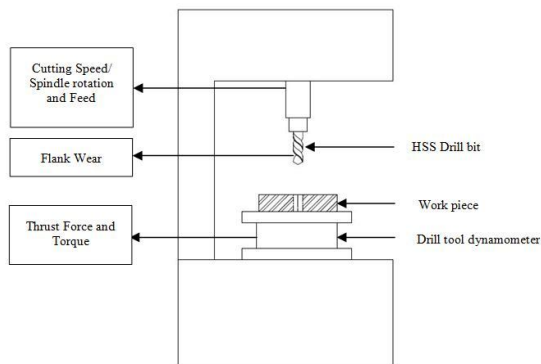 Cutting Speed/
Spindle rotation
and Feed
Flank Wear
Thrust Force and
Torque
HSS Drill bit
Work piece
Drill tool dynamometer